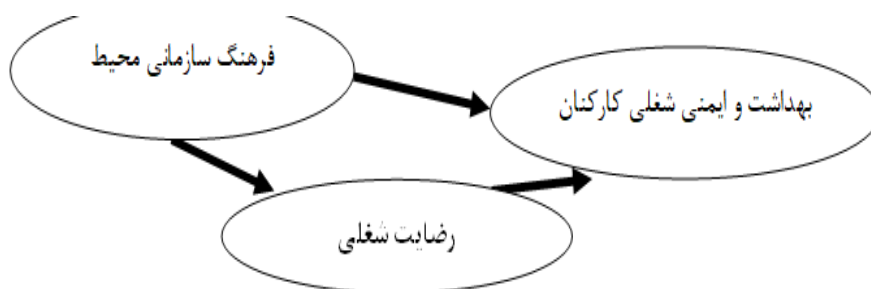 فرهنگ سازمانی محیط
بهداشت و ایمنی شغلی کارکنان
رضایت شغلی